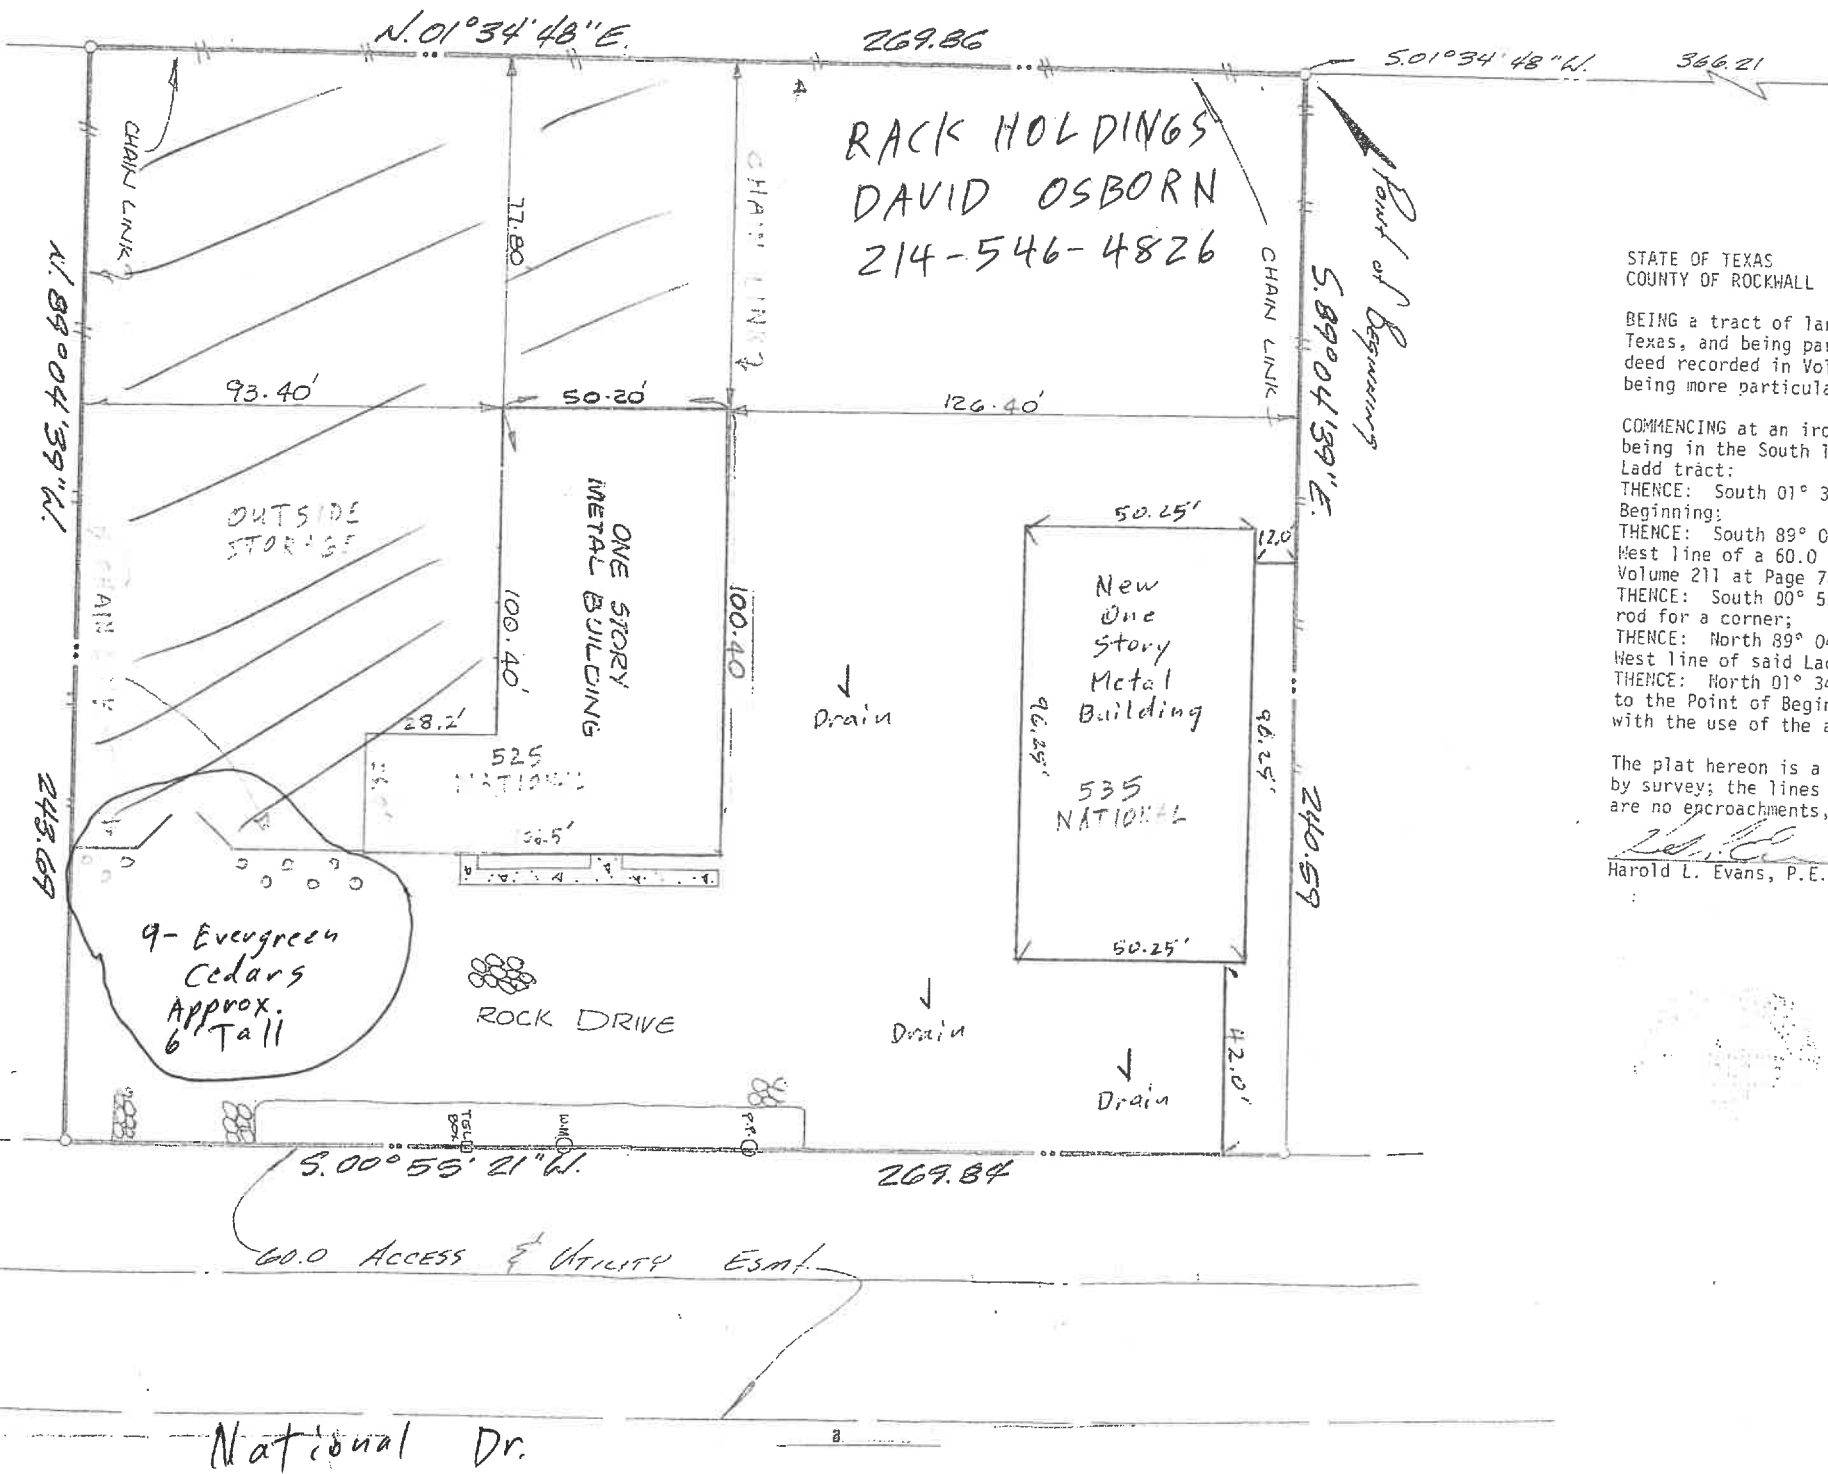 N. 01°34'48"E.
269.86
S.01°34'48"W.
366.21
CHAIN LINK
77.80
CHAIN LINK
RACK HOLDINGS
DAVID OSBORN
214-546-4826
CHAIN LINK
Point of Beginning
N. 89°04'39"W.
243.69
S.89°04'39"E.
240.59
93.40'
50.20'
126.40'
OUTSIDE
STORAGE
ONE STORY
METAL BUILDING
100.40'
100.40
28.2'
525
NATIONAL
50.25'
12.0'
New
One
Story
Metal
Building
96.25'
96.25'
535
NATIONAL
50.25'
42.0'
Drain
Drain
Drain
9- Evergreen
Cedars
Approx.
6' Tall
ROCK DRIVE
TEL.
BOX
W.M.
P.P.
S.00°55'21"W.
269.84
60.0 ACCESS & UTILITY ESMT.
National Dr.
STATE OF TEXAS
COUNTY OF ROCKWALL
BEING a tract of lan
Texas, and being par
deed recorded in Vol
being more particula
COMMENCING at an iro
being in the South l
Ladd tract:
THENCE: South 01° 3
Beginning;
THENCE: South 89° 0
West line of a 60.0
Volume 211 at Page 7
THENCE: South 00° 5
rod for a corner;
THENCE: North 89° 04
West line of said Lad
THENCE: North 01° 34
to the Point of Begin
with the use of the a
The plat hereon is a
by survey; the lines
are no encroachments,
Harold L. Evans, P.E.